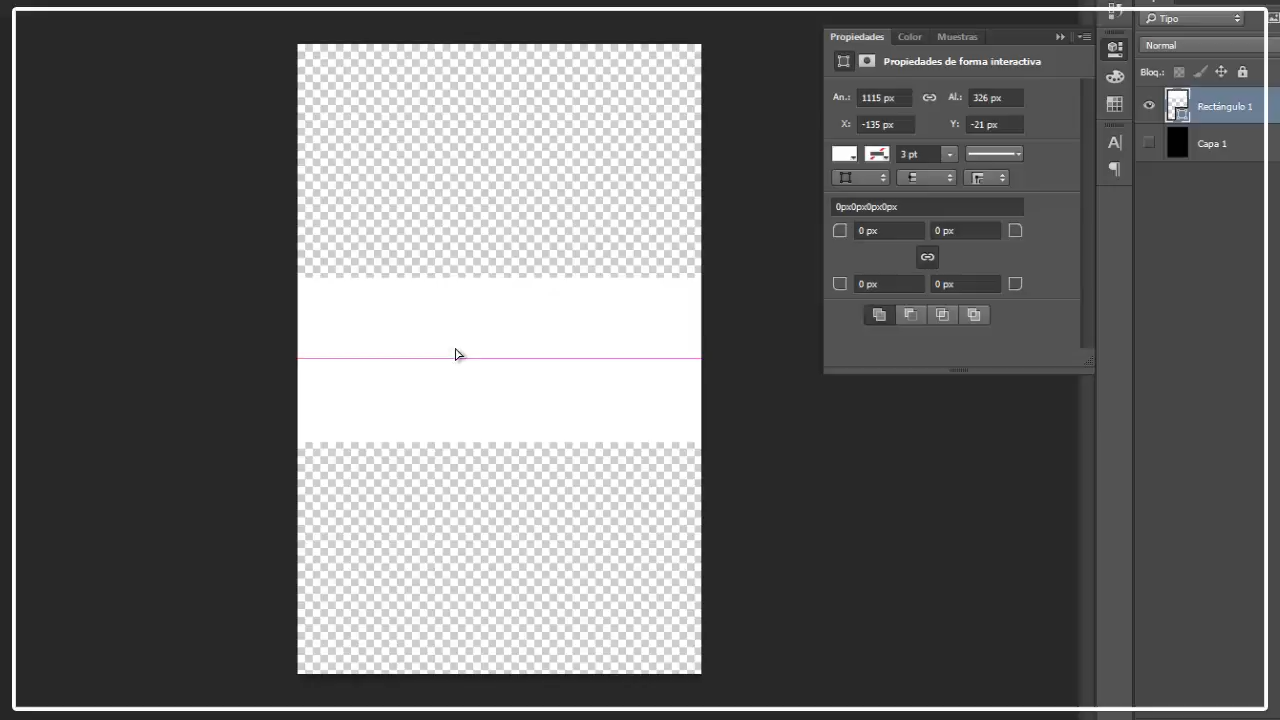 Propiedades Color Muestras
Propiedades de forma interactiva
An.: 1115 px Al.: 326 px
X: -135 px Y: -21 px
3 pt
0px0px0px0px
0 px 0 px
0 px 0 px
Tipo
Normal
Bloq.:
Rectángulo 1
Capa 1
A